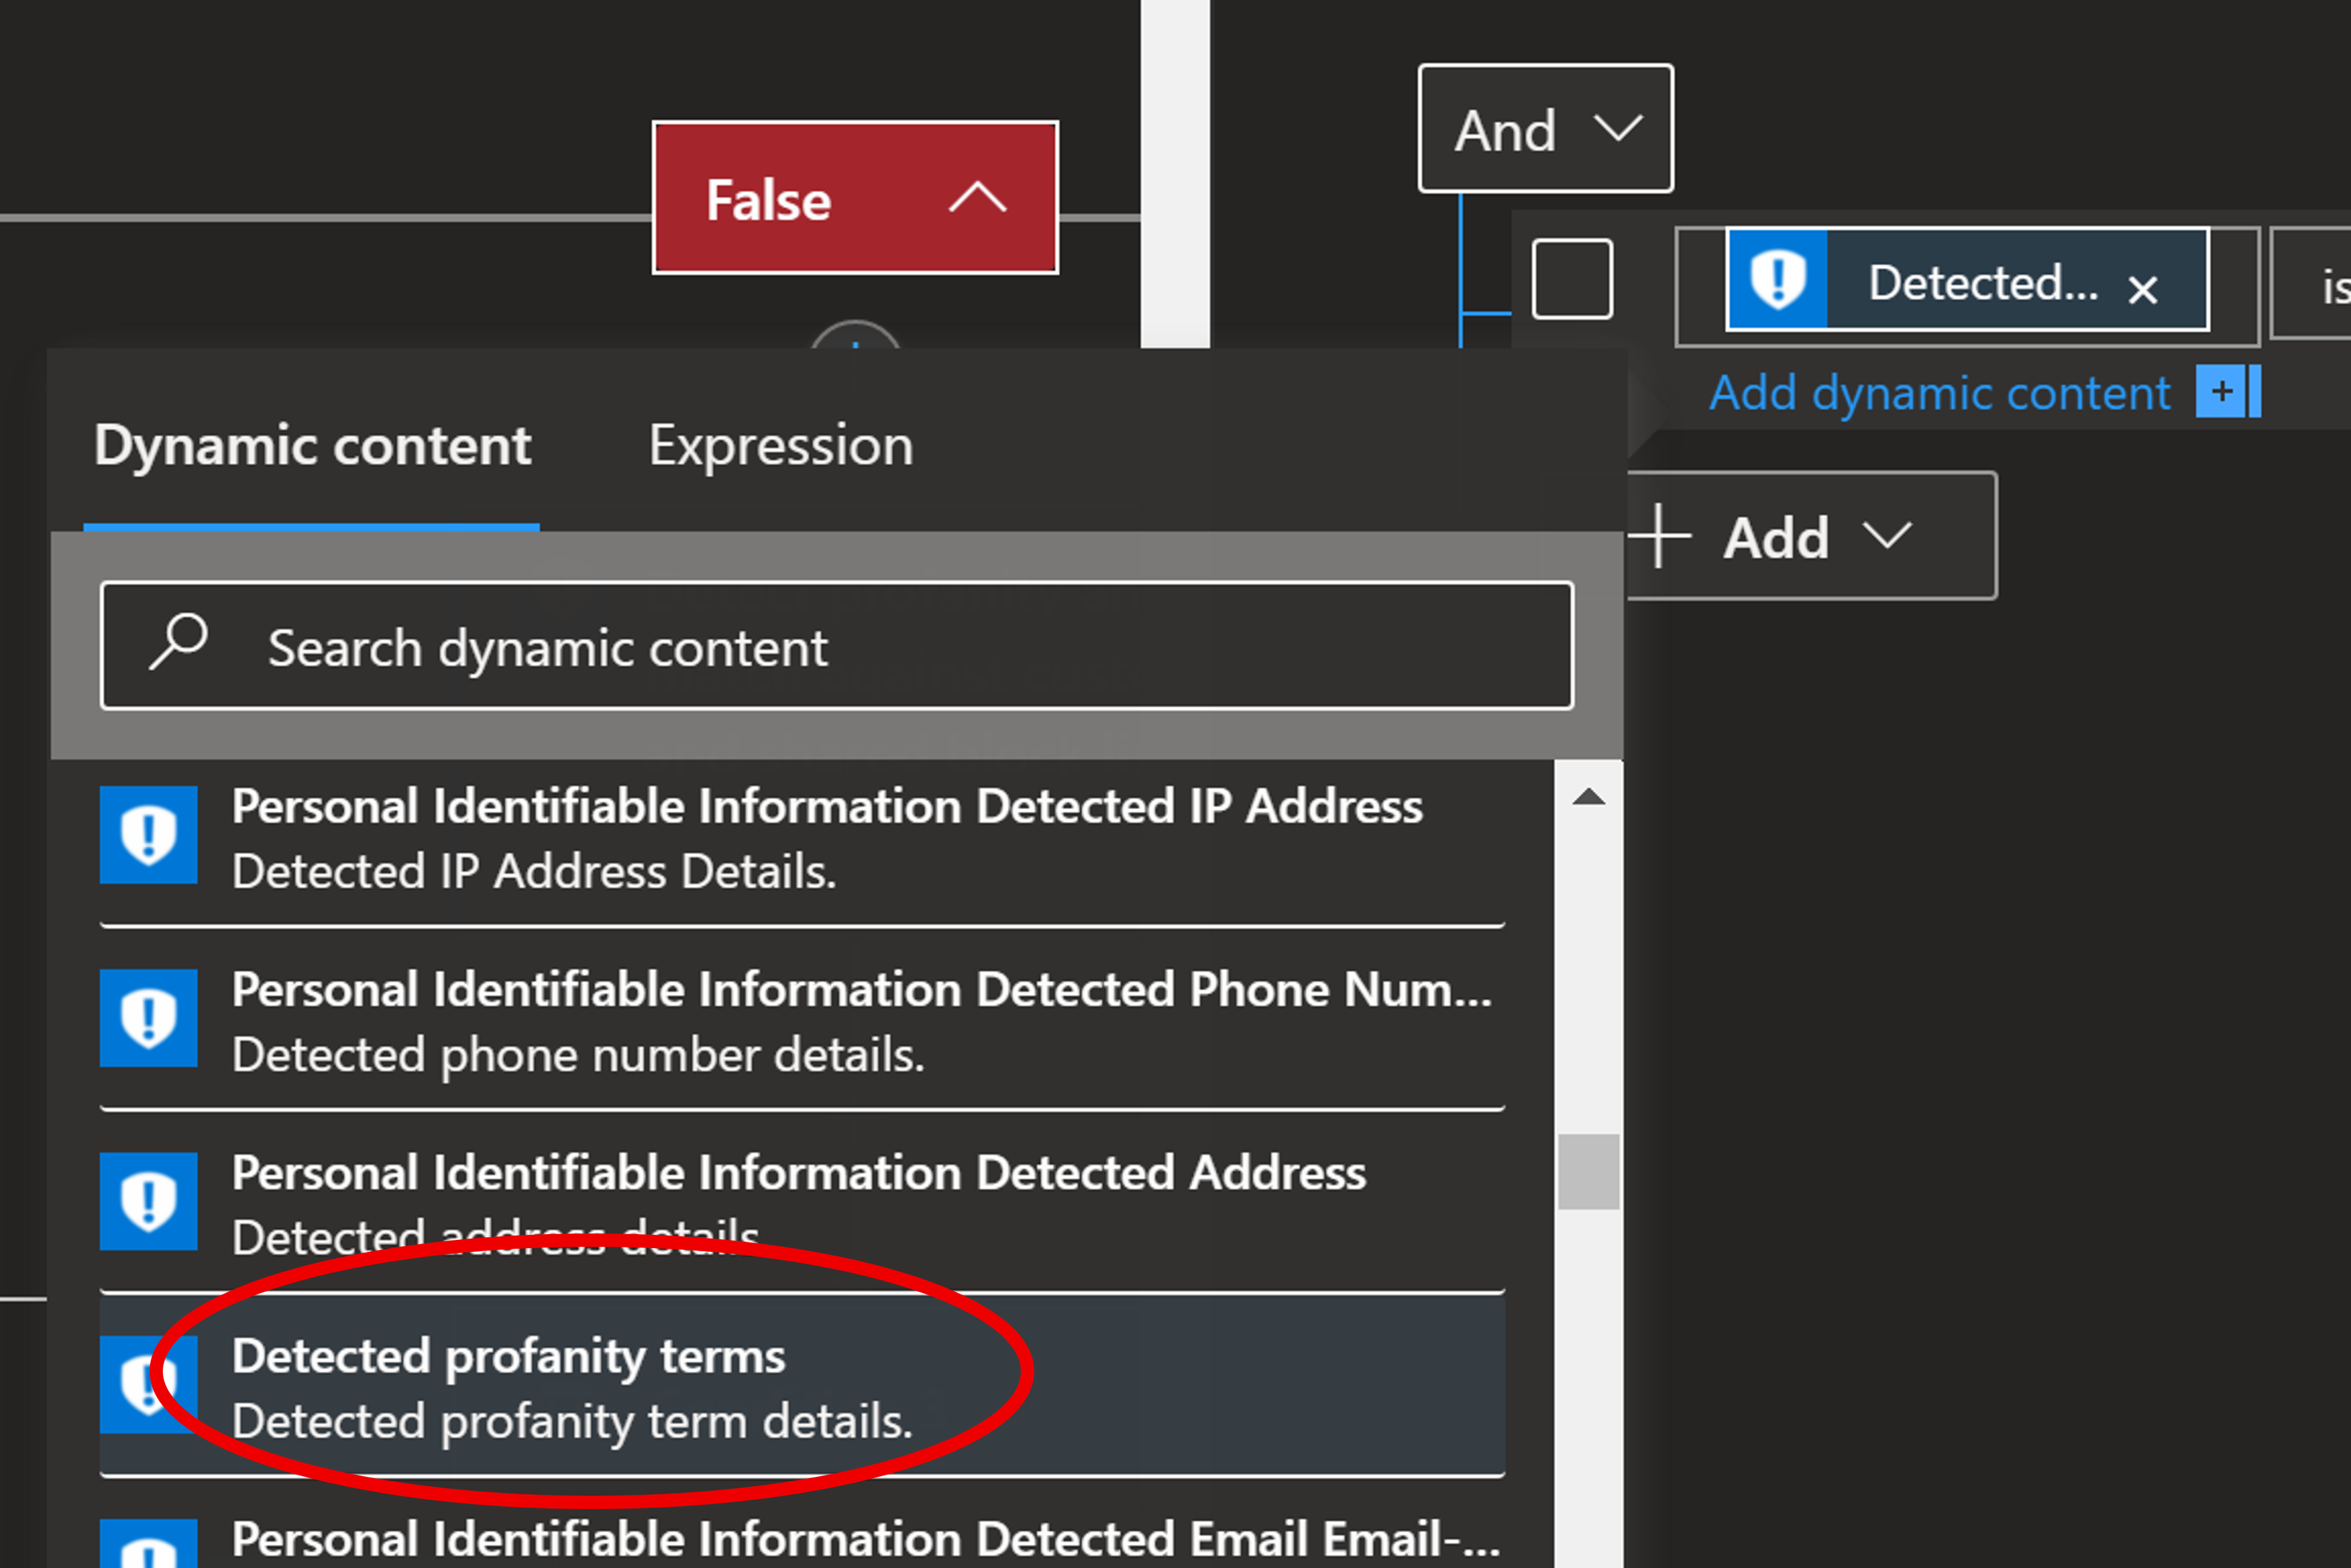 False
And
Detected...
is
Add dynamic content
Add
Dynamic content
Expression
Search dynamic content
Personal Identifiable Information Detected IP Address
Detected IP Address Details.
Personal Identifiable Information Detected Phone Num...
Detected phone number details.
Personal Identifiable Information Detected Address
Detected address details
Detected profanity terms
Detected profanity term details.
Personal Identifiable Information Detected Email Email-...